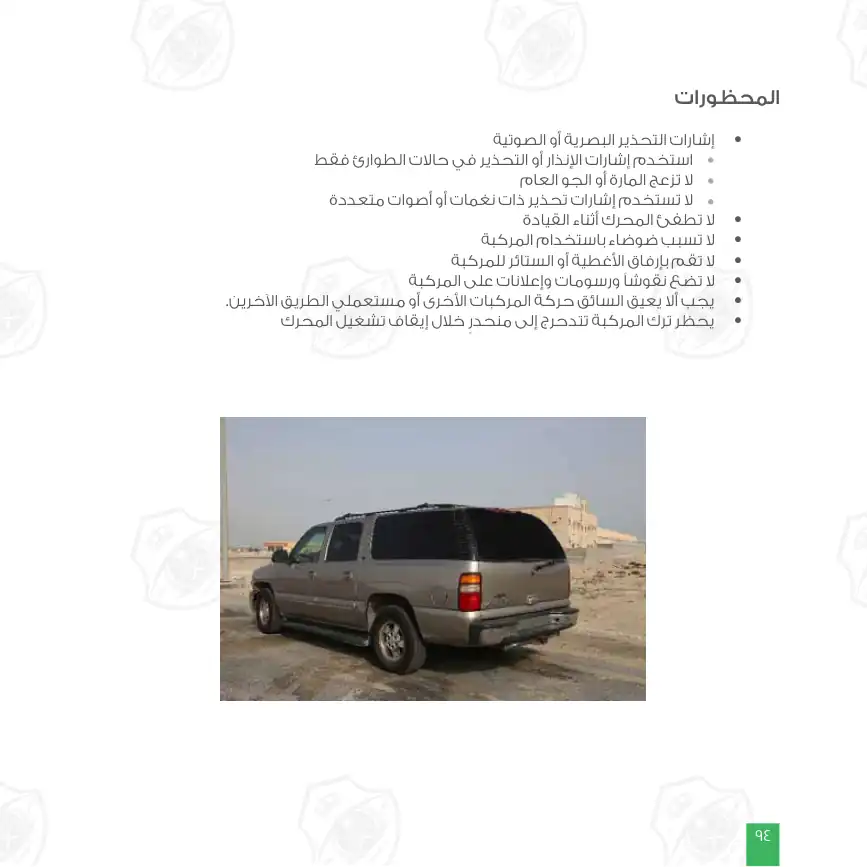 المحظورات
• إشارات التحذير البصرية أو الصوتية
• استخدم إشارات الإنذار أو التحذير في حالات الطوارئ فقط
• لا تزعج المارة أو الجو العام
• لا تستخدم إشارات تحذير ذات نغمات أو أصوات متعددة
• لا تطفئ المحرك أثناء القيادة
• لا تسبب ضوضاء باستخدام المركبة
• لا تقم بإرفاق الأغطية أو الستائر للمركبة
• لا تضع نقوشاً ورسومات وإعلانات على المركبة
• يجب ألا يعيق السائق حركة المركبات الأخرى أو مستعملي الطريق الآخرين.
• يحظر ترك المركبة تتدحرج إلى منحدرٍ خلال إيقاف تشغيل المحرك
٩٤